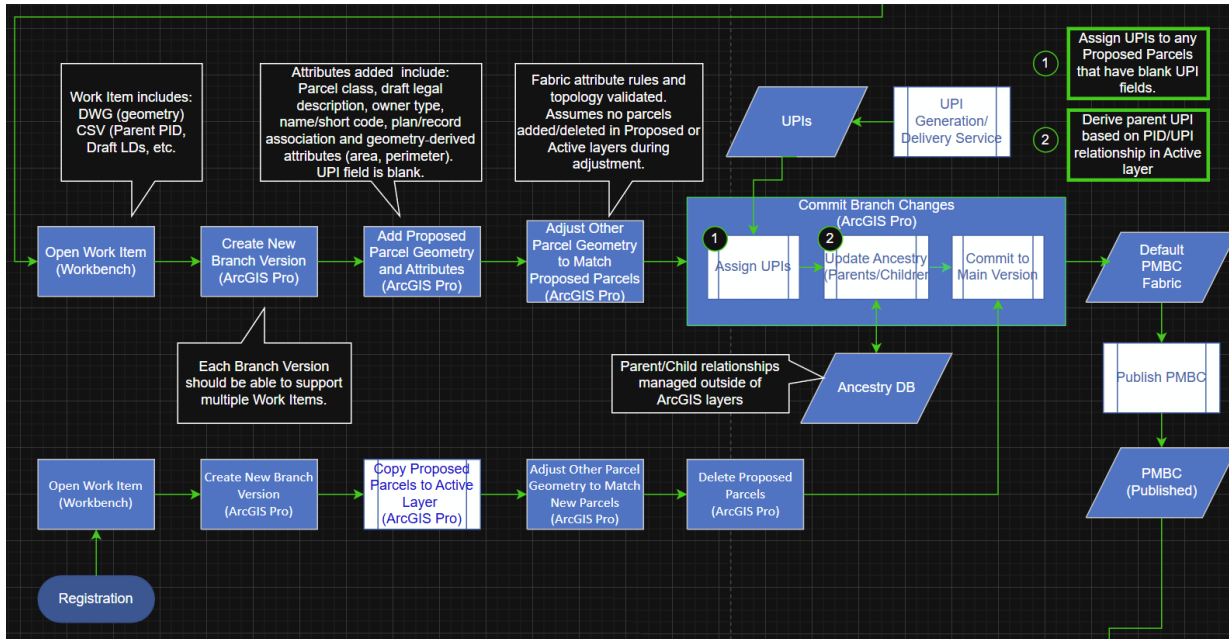 Work Item includes:
DWG (geometry)
CSV (Parent PID,
Draft LDs, etc.
Attributes added include:
Parcel class, draft legal
description, owner type,
name/short code, plan/record
association and geometry-derived
attributes (area, perimeter).
UPI field is blank.
Fabric attribute rules and
topology validated.
Assumes no parcels
added/deleted in Proposed or
Active layers during
adjustment.
UPIs
UPI
Generation/
Delivery Service
1
Assign UPIs to any
Proposed Parcels
that have blank UPI
fields.
2
Derive parent UPI
based on PID/UPI
relationship in Active
layer
Open Work Item
(Workbench)
Create New
Branch Version
(ArcGIS Pro)
Add Proposed
Parcel Geometry
and Attributes
(ArcGIS Pro)
Adjust Other
Parcel Geometry to
Match Proposed Parcels
(ArcGIS Pro)
Commit Branch Changes
(ArcGIS Pro)
1
Assign UPIs
2
Update Ancestry
(Parents/Children
Commit to
Main Version
Default
PMBC
Fabric
Each Branch Version
should be able to support
multiple Work Items.
Parent/Child relationships
managed outside of
ArcGIS layers
Ancestry DB
Publish PMBC
Open Work Item
(Workbench)
Create New Branch
Version
(ArcGIS Pro)
Copy Proposed
Parcels to Active
Layer
(ArcGIS Pro)
Adjust Other Parcel
Geometry to Match
New Parcels
(ArcGIS Pro)
Delete Proposed
Parcels
(ArcGIS Pro)
PMBC
(Published)
Registration